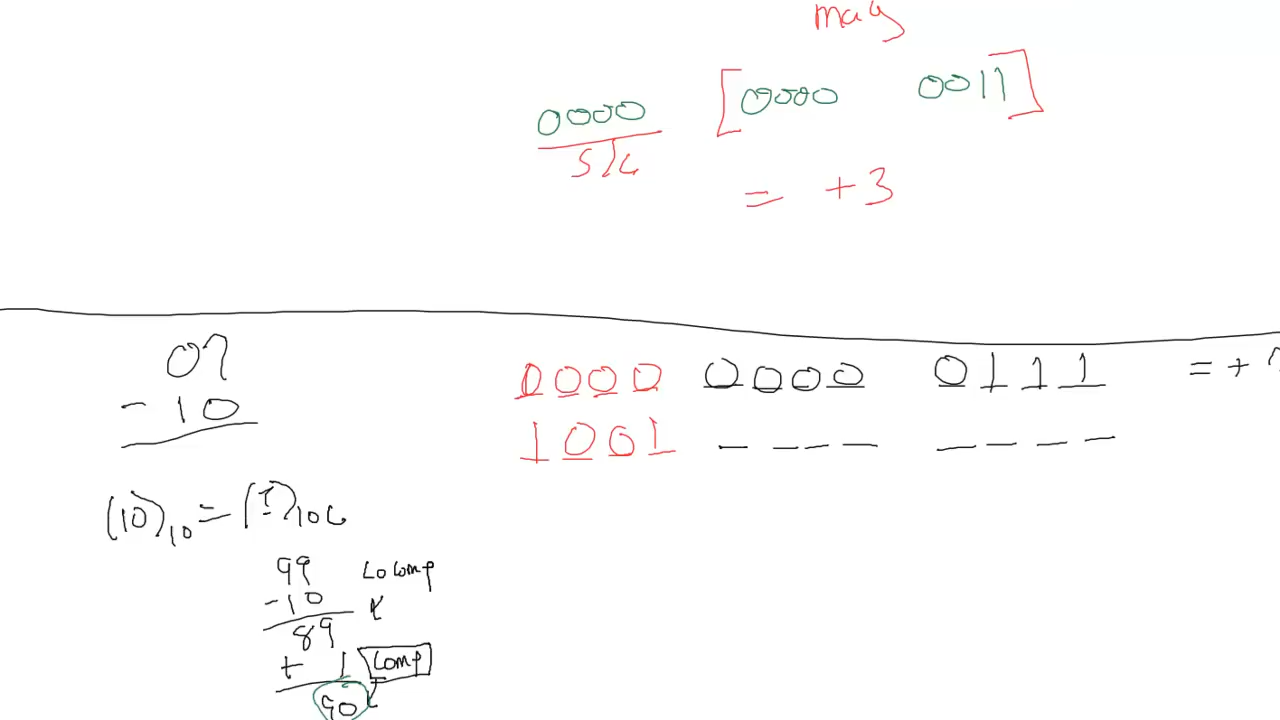 mag
0000 [0000 0011]
= +3
07
- 10
0000 0000 0111 = +
1001 _ _ _ _ _ _ _ _
(10)10 = (?)10C
99
-10
89
+ 1 Comp
90